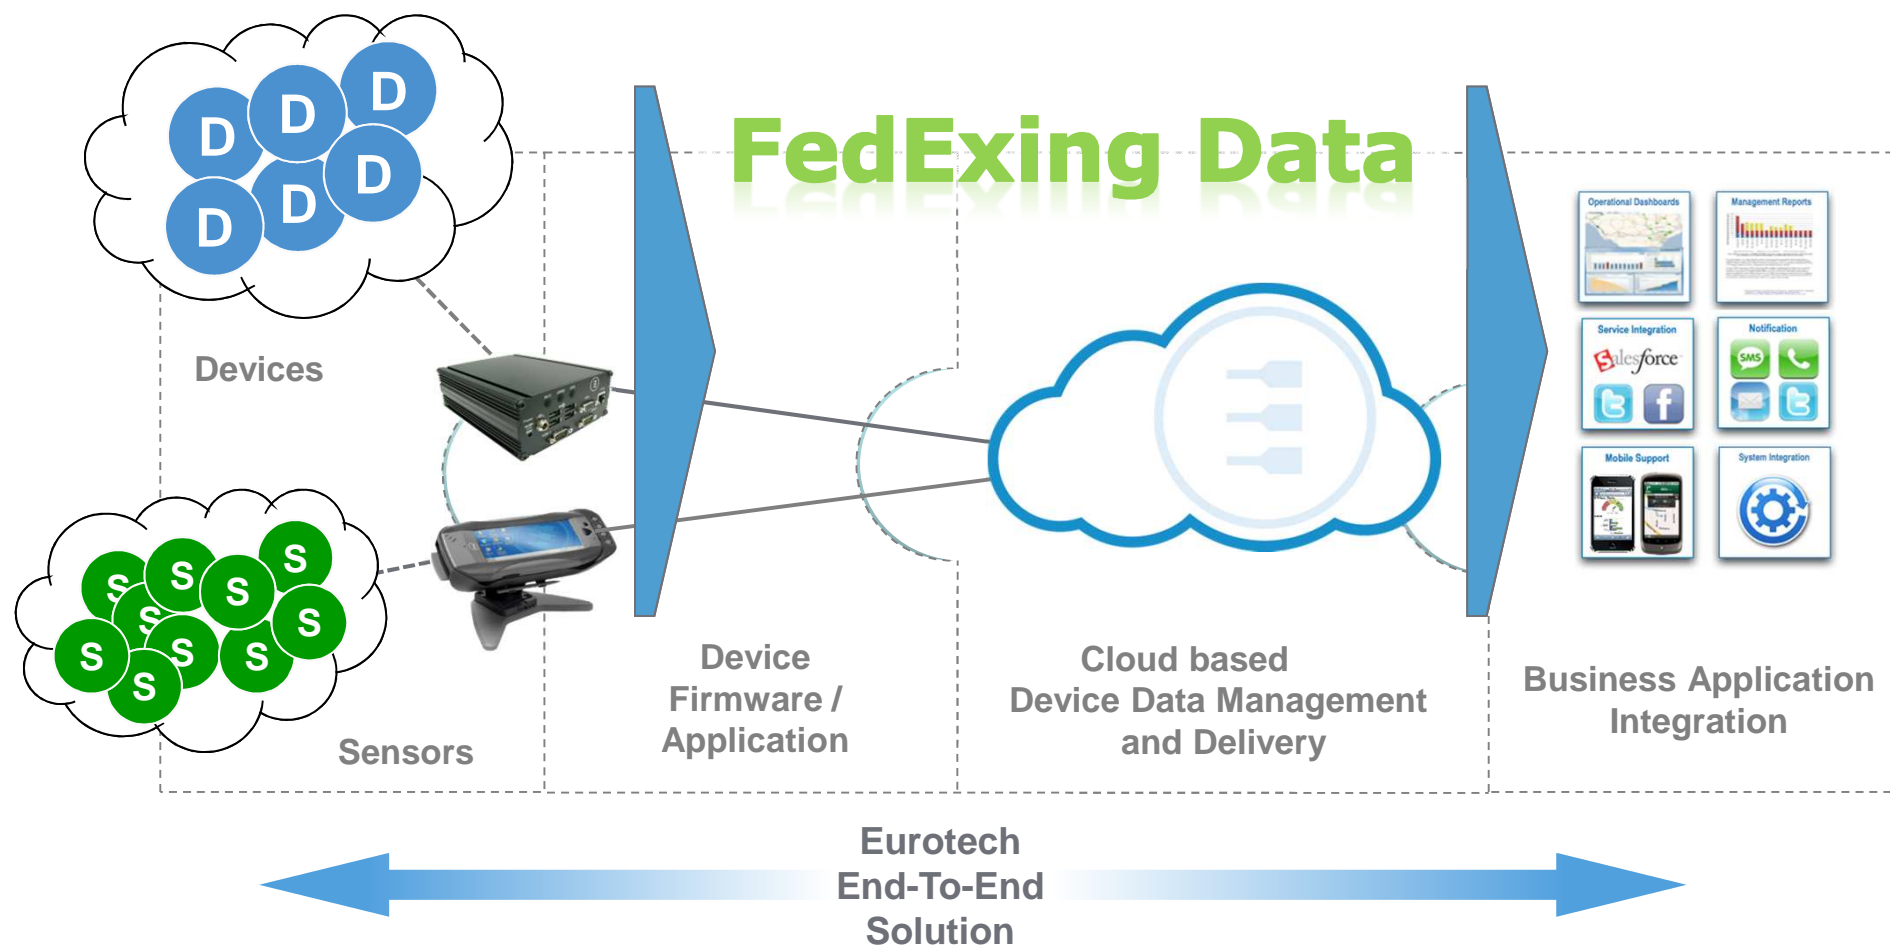 FedExing Data
D
D
D
D
D
D
D
Devices
S
S
S
S
S
S
S
S
S
S
Sensors
Device
Firmware /
Application
Cloud based
Device Data Management
and Delivery
Operational Dashboards
Management Reports
Service Integration
Salesforce
Notification
SMS
Mobile Support
System Integration
Business Application
Integration
Eurotech
End-To-End
Solution